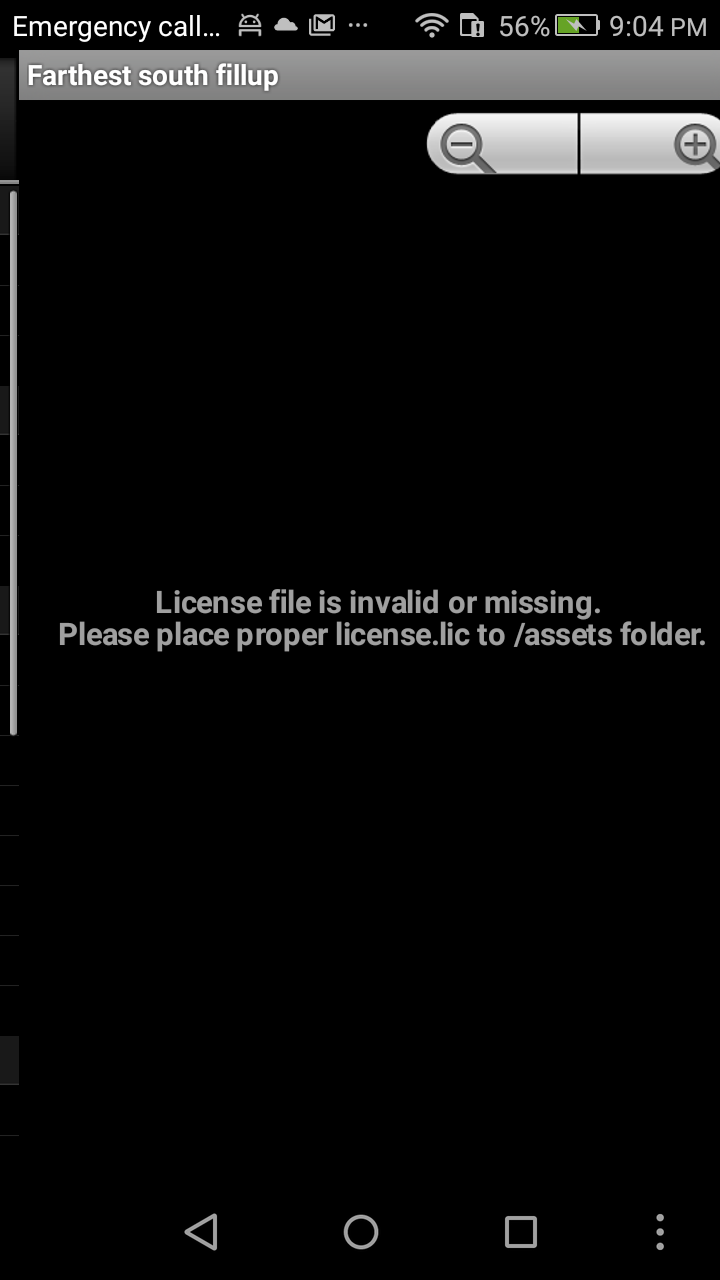 Emergency call... 56% 9:04 PM
Farthest south fillup
License file is invalid or missing.
Please place proper license.lic to /assets folder.